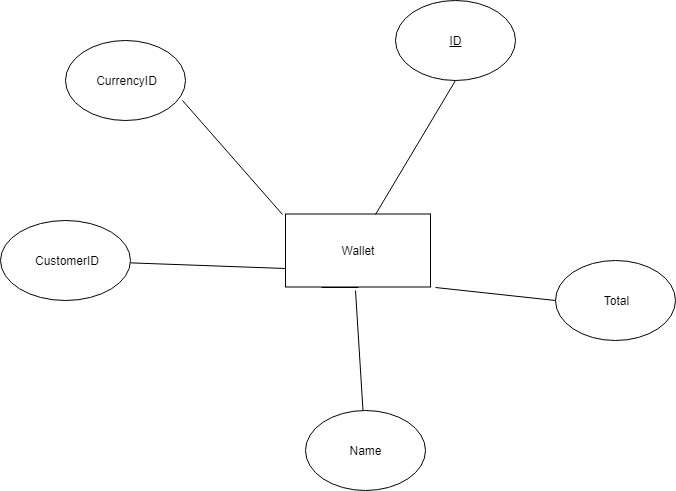 ID
CurrencyID
Wallet
CustomerID
Total
Name